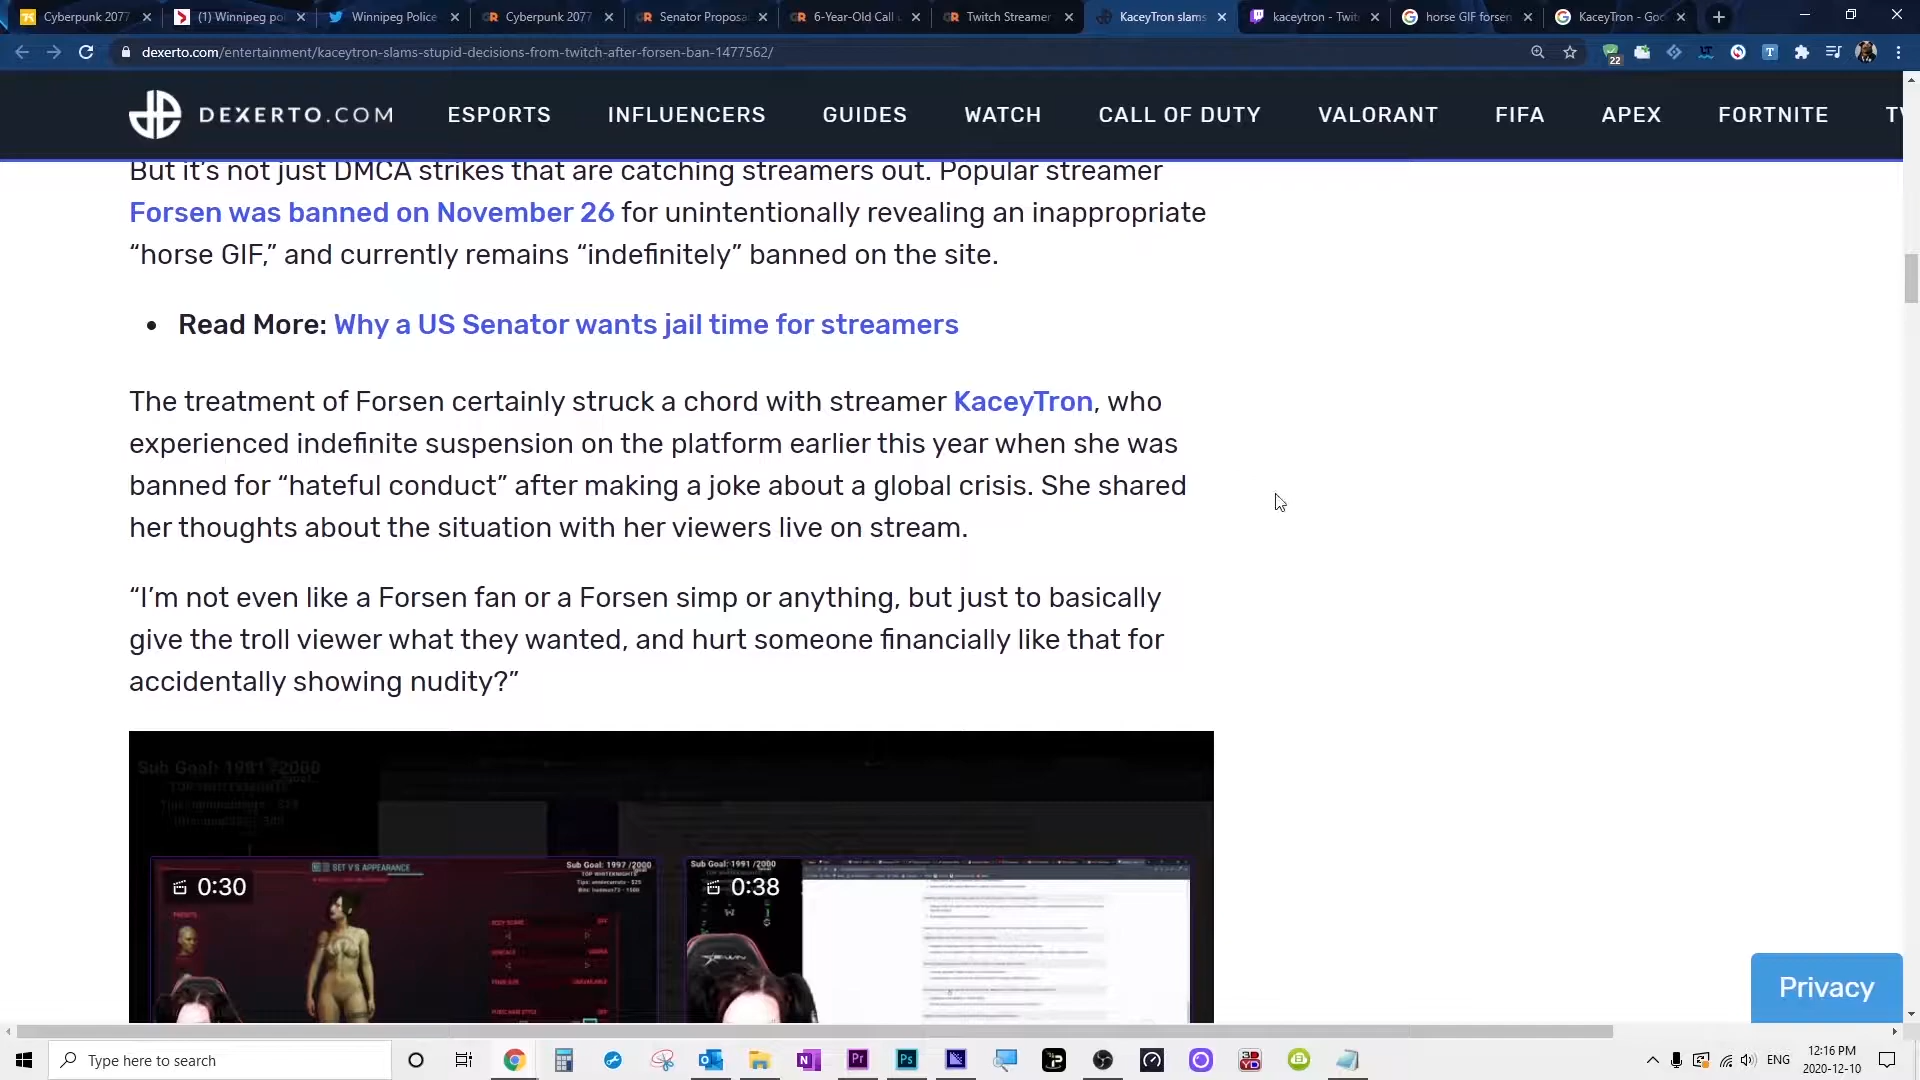 Cyberpunk 2077
(1) Winnipeg po
Winnipeg Police
Cyberpunk 2077
Senator Proposa
6-Year-Old Call
Twitch Streamer
KaceyTron slams
kaceytron - Twit
horse GIF forsen
KaceyTron - Goo
dexerto.com/entertainment/kaceytron-slams-stupid-decisions-from-twitch-after-forsen-ban-1477562/
22
DEXERTO.COM ESPORTS INFLUENCERS GUIDES WATCH CALL OF DUTY VALORANT FIFA APEX FORTNITE
But it’s not just DMCA strikes that are catching streamers out. Popular streamer
Forsen was banned on November 26 for unintentionally revealing an inappropriate
“horse GIF,” and currently remains “indefinitely” banned on the site.
• Read More: Why a US Senator wants jail time for streamers
The treatment of Forsen certainly struck a chord with streamer KaceyTron, who
experienced indefinite suspension on the platform earlier this year when she was
banned for “hateful conduct” after making a joke about a global crisis. She shared
her thoughts about the situation with her viewers live on stream.
“I’m not even like a Forsen fan or a Forsen simp or anything, but just to basically
give the troll viewer what they wanted, and hurt someone financially like that for
accidentally showing nudity?”
Sub Goal: 1981 /2000
SET V'S APPEARANCE
Sub Goal: 1997 /2000
Sub Goal: 1991 /2000
0:30
0:38
Privacy
Type here to search
ENG
12:16 PM
2020-12-10